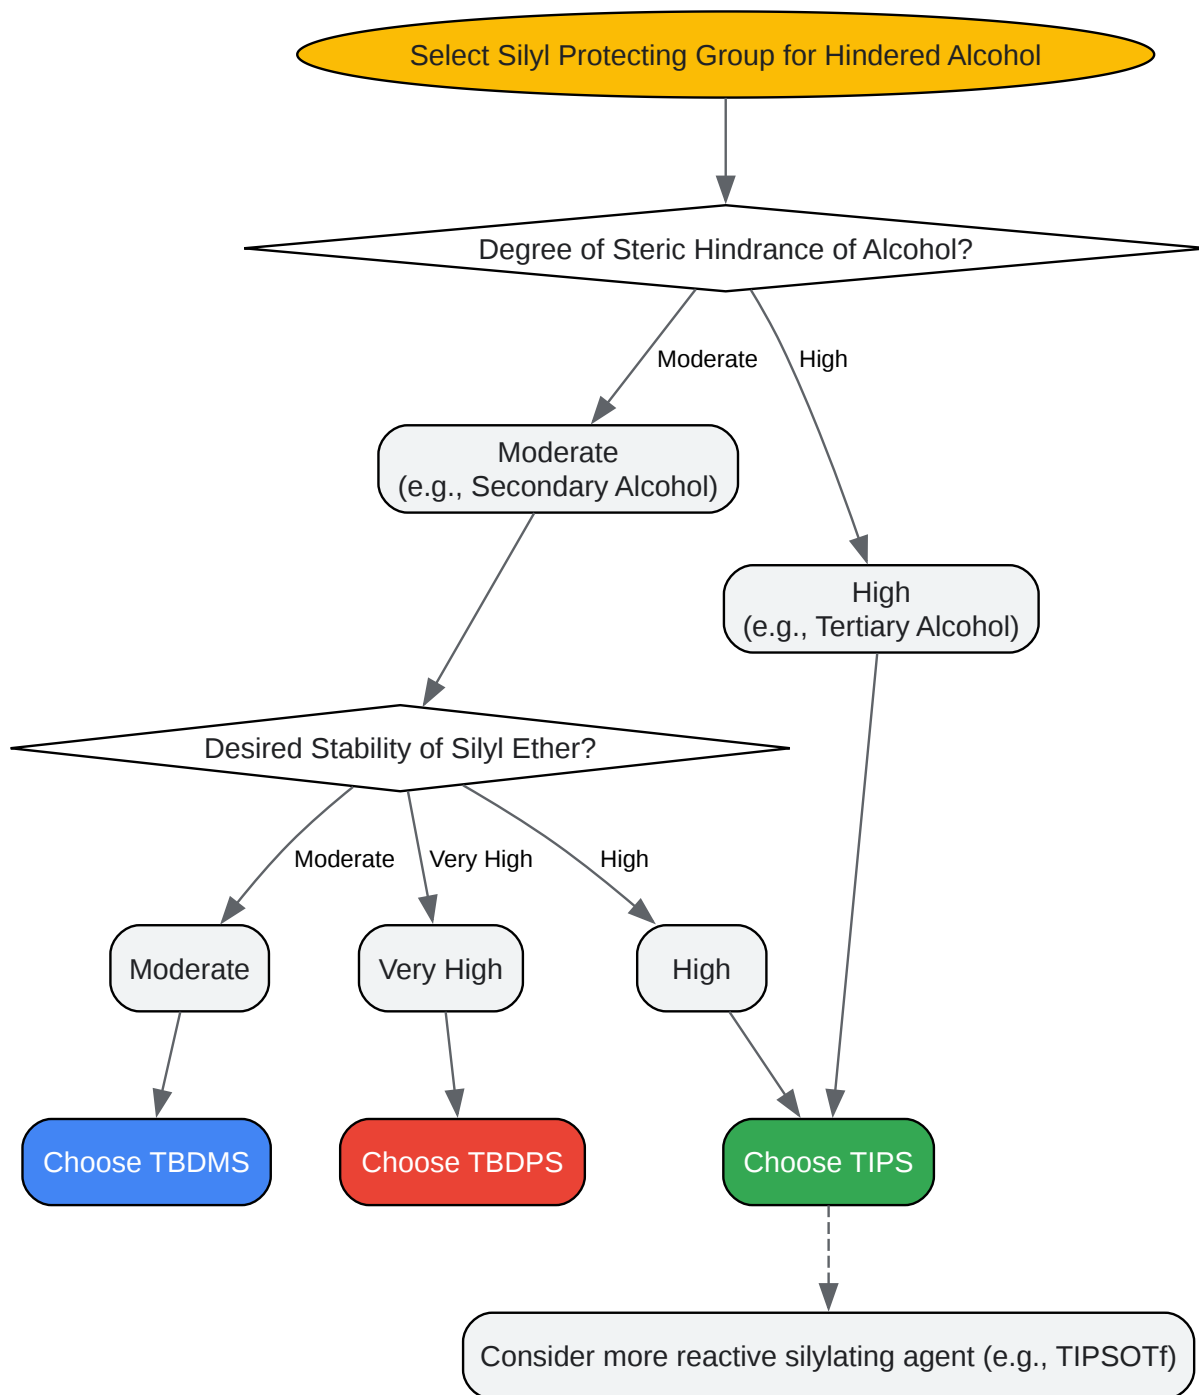 Select Silyl Protecting Group for Hindered Alcohol
Degree of Steric Hindrance of Alcohol?
Moderate
High
Moderate
(e.g., Secondary Alcohol)
High
(e.g., Tertiary Alcohol)
Desired Stability of Silyl Ether?
Moderate
Very High
High
Moderate
Very High
High
Choose TBDMS
Choose TBDPS
Choose TIPS
Consider more reactive silylating agent (e.g., TIPSOTf)